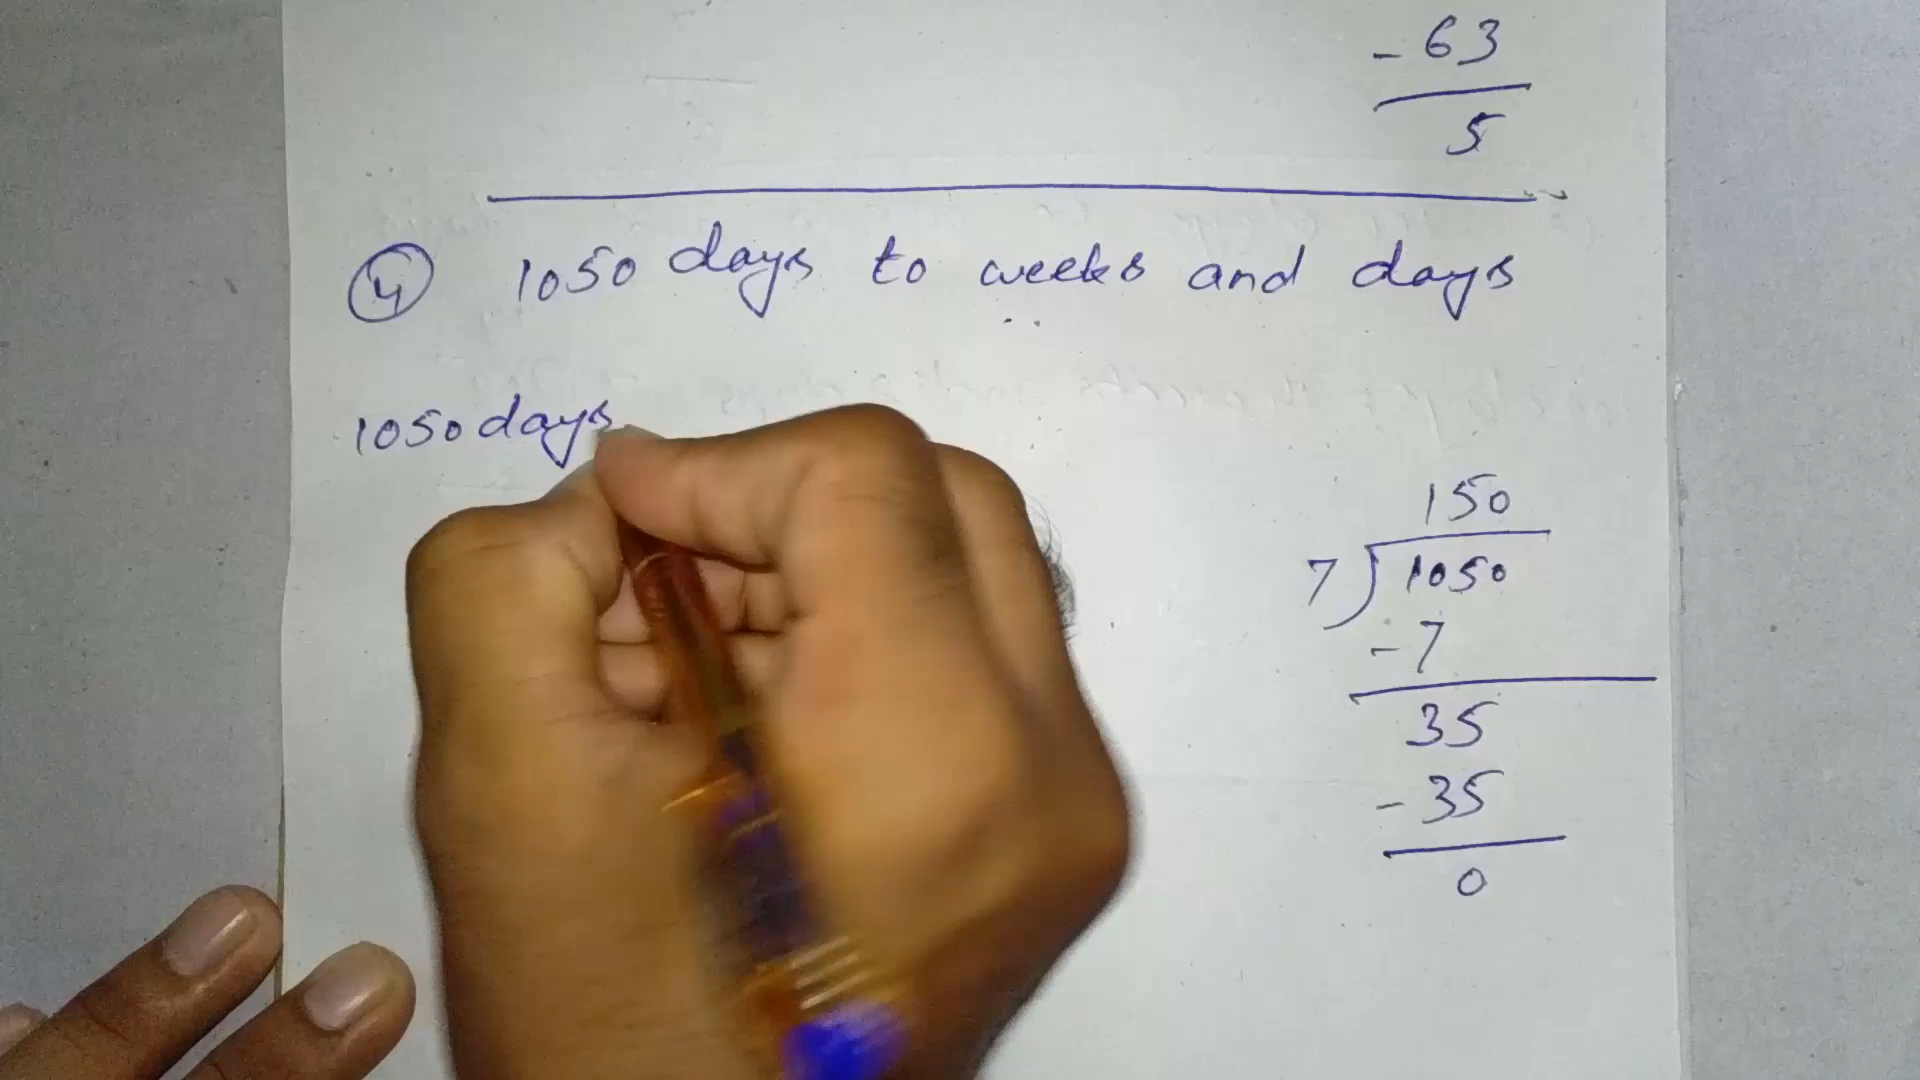 - 63
5
4 1050 days to weeks and days
1050 days
150
7 ) 1050
- 7
35
- 35
0